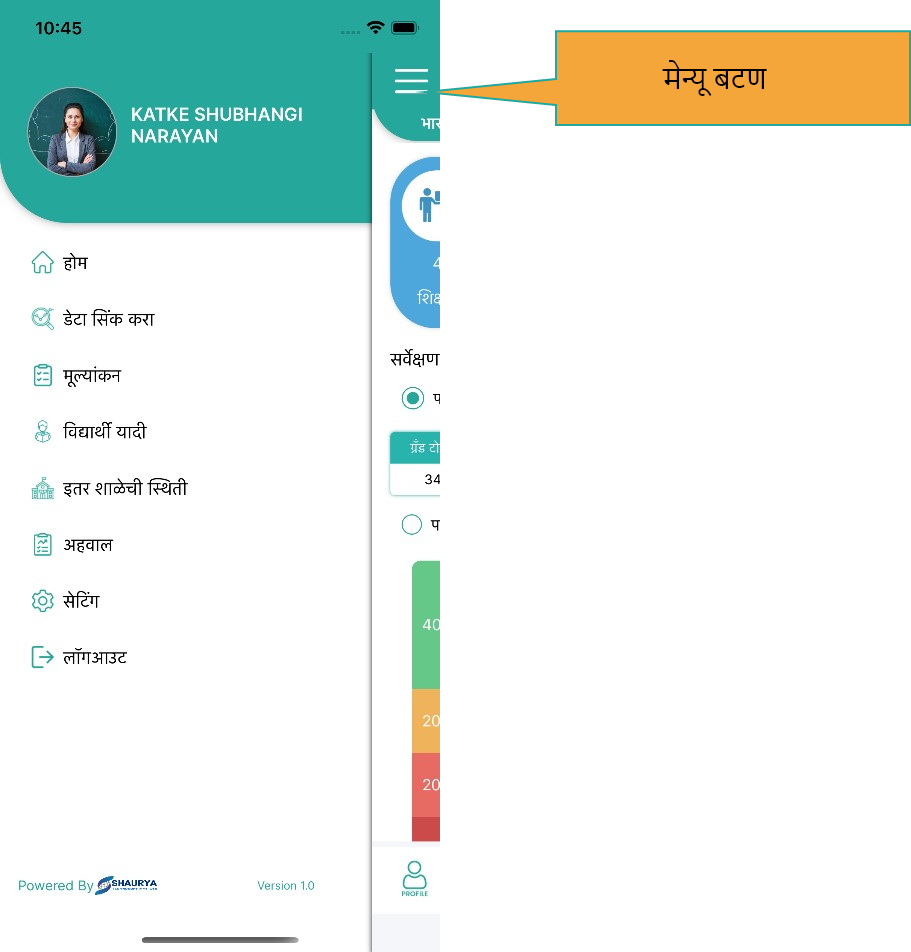 10:45
मेन्यू बटण
KATKE SHUBHANGI
NARAYAN
होम
डेटा सिंक करा
मूल्यांकन
विद्यार्थी यादी
इतर शाळेची स्थिती
अहवाल
सेटिंग
लॉगआउट
भार
4
शिक्ष
सर्वेक्षण
प
ग्रँड टो
34
प
40
20
20
PROFILE
Powered By SHAURYA
Version 1.0